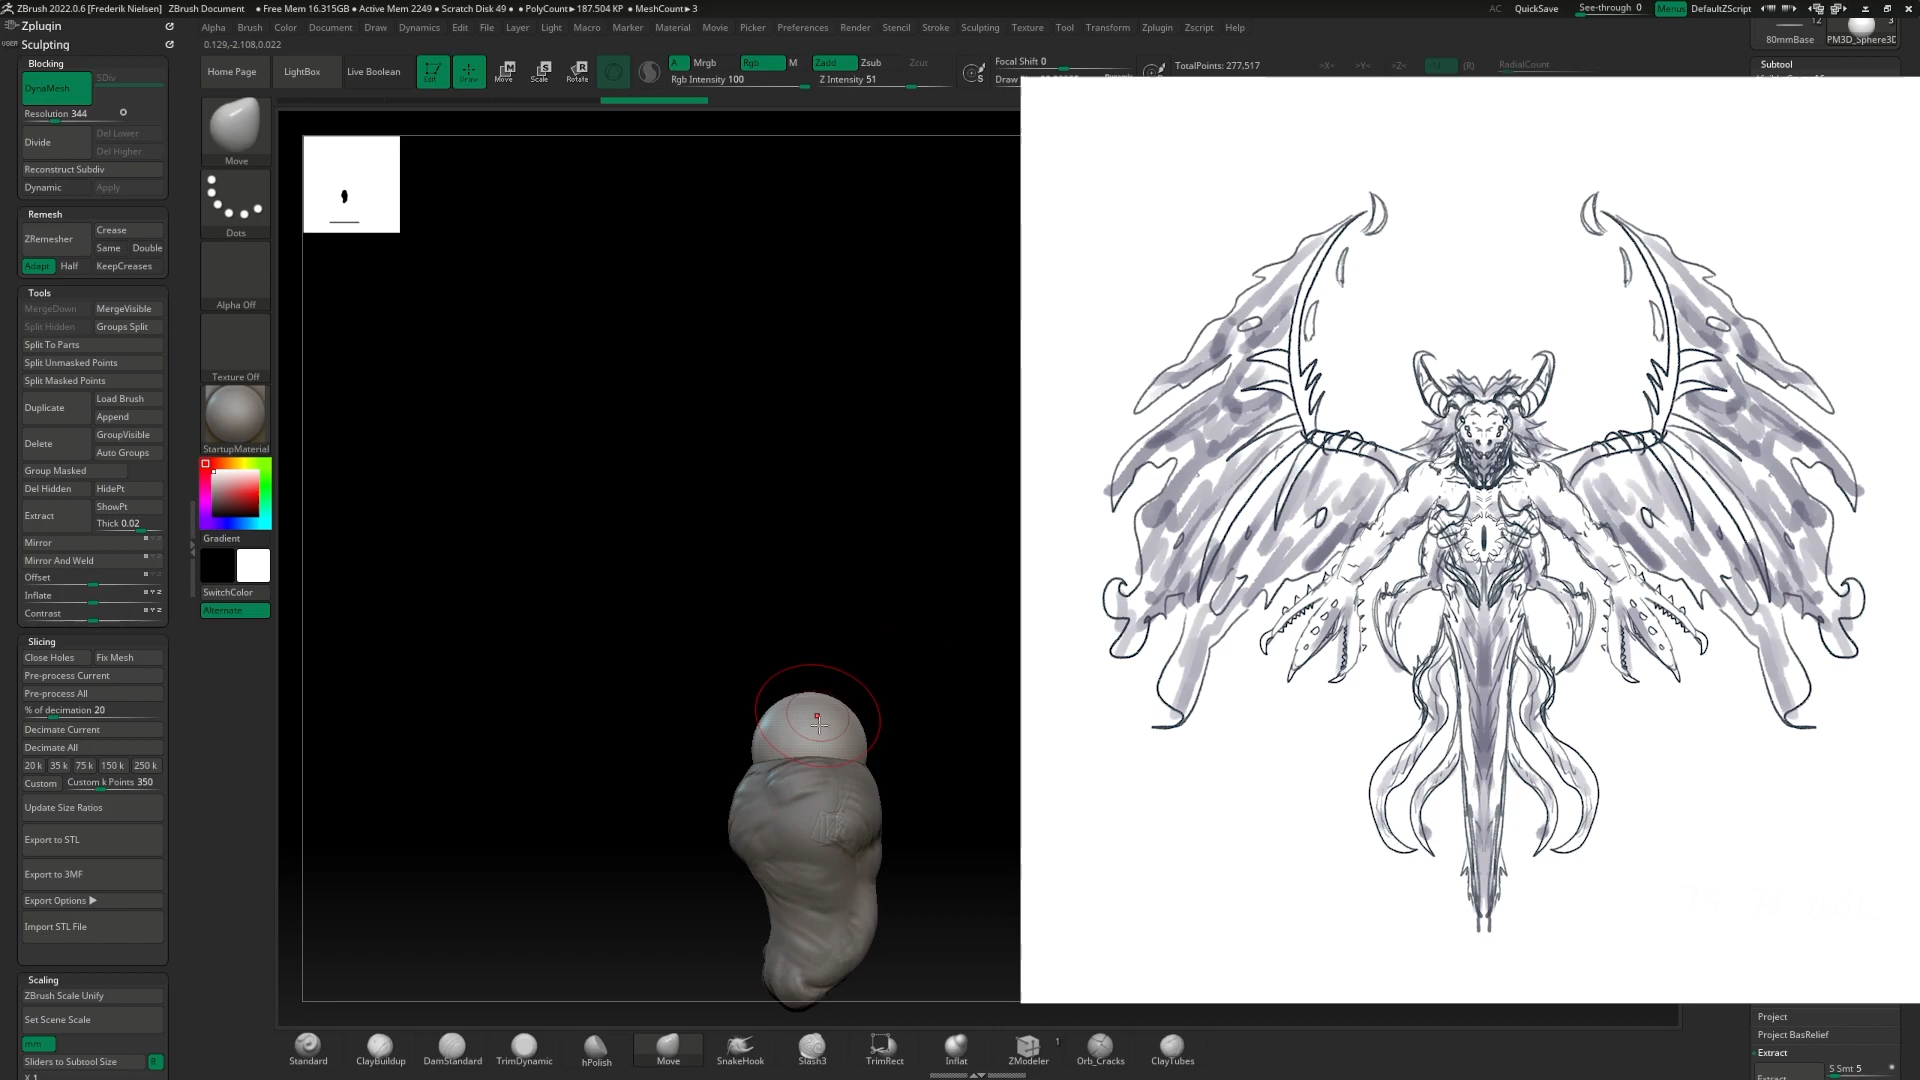 ZBrush 2022.0.6 [Frederik Nielsen] ZBrush Document ● Free Mem 16.315GB ● Active Mem 2249 ● Scratch Disk 49 ● ● PolyCount► 187.504 KP ● MeshCount► 3
AC QuickSave See-through 0 Menus DefaultZScript
Zplugin
Sculpting
Alpha Brush Color Document Draw Dynamics Edit File Layer Light Macro Marker Material Movie Picker Preferences Render Stencil Stroke Sculpting Texture Tool Transform Zplugin Zscript Help
0.129,-2.108,0.022
12
3
80mmBase PM3D_Sphere3D
Home Page LightBox Live Boolean Edit Draw Move Scale Rotate
A Mrgb Rgb M Zadd Zsub Zcut
Rgb Intensity 100 Z Intensity 51
Focal Shift 0
TotalPoints: 277,517
>X< >Y< >Z< (R) RadialCount
Subtool
Blocking
DynaMesh SDiv
Resolution 344
Divide Del Lower
Del Higher
Reconstruct Subdiv
Dynamic Apply
Remesh
ZRemesher Crease
Same Double
Adapt Half KeepCreases
Tools
MergeDown MergeVisible
Split Hidden Groups Split
Split To Parts
Split Unmasked Points
Split Masked Points
Duplicate Load Brush
Append
Delete GroupVisible
Auto Groups
Group Masked
Del Hidden HidePt
Extract ShowPt
Thick 0.02
Mirror
Mirror And Weld
Offset
Inflate
Contrast
Slicing
Close Holes Fix Mesh
Pre-process Current
Pre-process All
% of decimation 20
Decimate Current
Decimate All
20 k 35 k 75 k 150 k 250 k
Custom Custom k Points 350
Update Size Ratios
Export to STL
Export to 3MF
Export Options ▶
Import STL File
Scaling
ZBrush Scale Unify
Set Scene Scale
mm
Sliders to Subtool Size
X 1
Move
Dots
Alpha Off
Texture Off
StartupMaterial
Gradient
SwitchColor
Alternate
Standard ClayBuildup DamStandard TrimDynamic hPolish Move SnakeHook Slash3 TrimRect Inflat ZModeler 1 Orb_Cracks ClayTubes
Project
Project BasRelief
Extract
S Smt 5